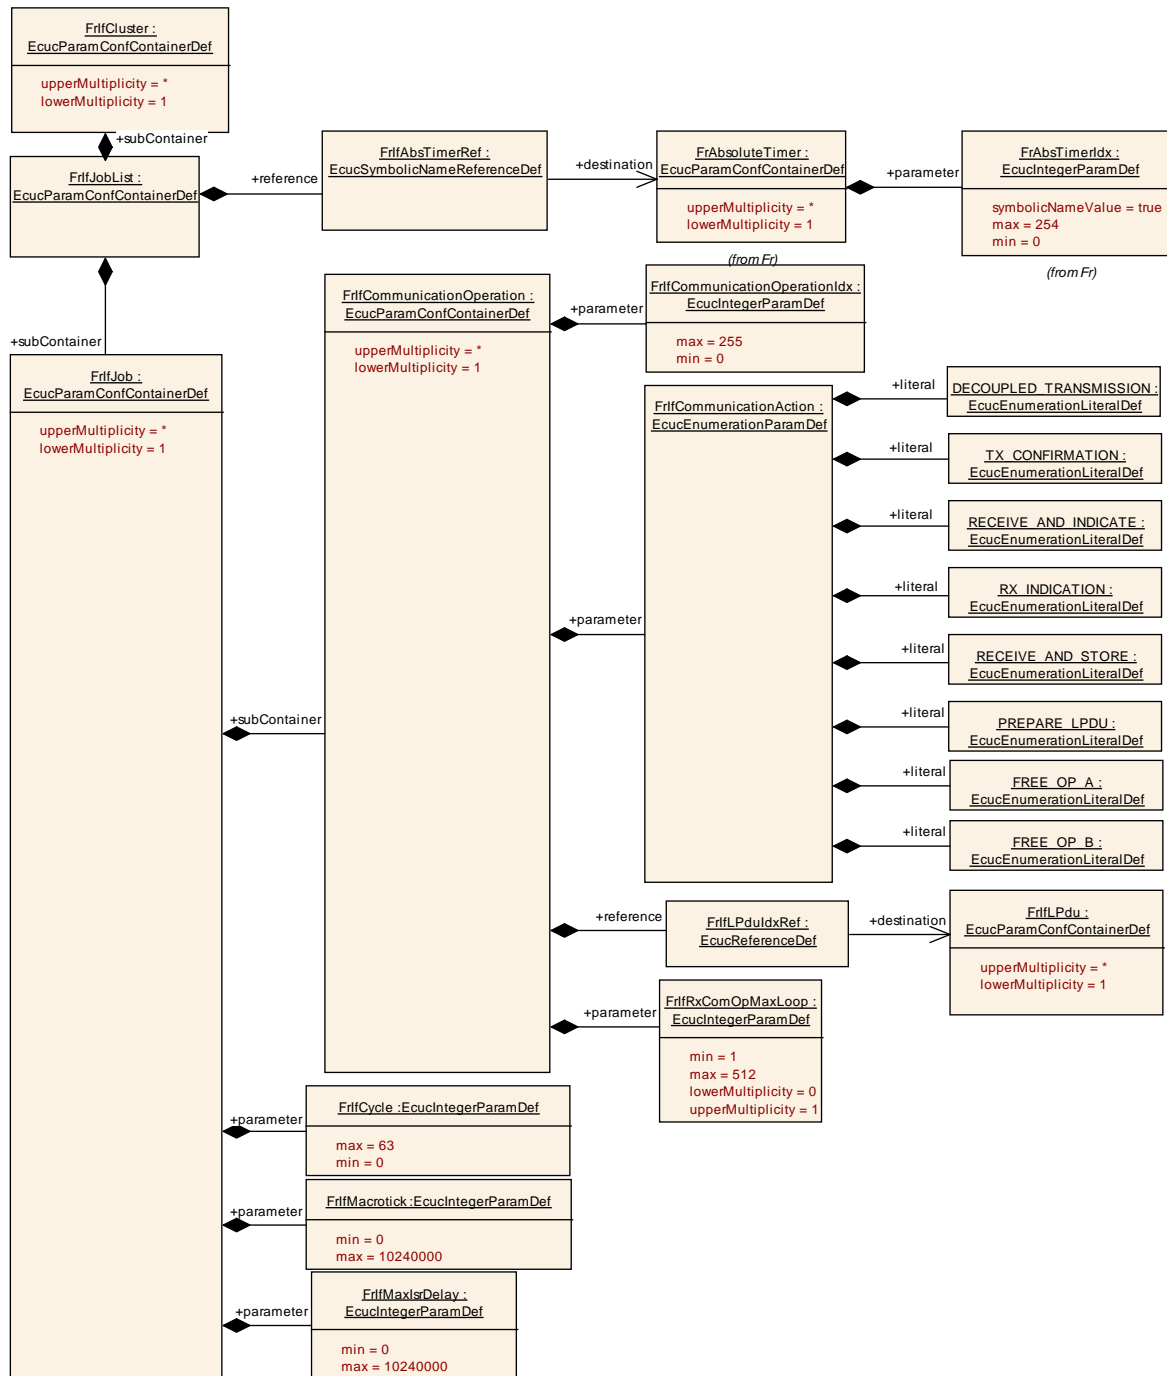 FrIfCluster :
EcucParamConfContainerDef
upperMultiplicity = *
lowerMultiplicity = 1
+subContainer
FrIfJobList :
EcucParamConfContainerDef
+reference
FrIfAbsTimerRef :
EcucSymbolicNameReferenceDef
+destination
FrAbsoluteTimer :
EcucParamConfContainerDef
upperMultiplicity = *
lowerMultiplicity = 1
(from Fr)
+parameter
FrAbsTimerIdx :
EcucIntegerParamDef
symbolicNameValue = true
max = 254
min = 0
(from Fr)
+subContainer
FrIfJob :
EcucParamConfContainerDef
upperMultiplicity = *
lowerMultiplicity = 1
+subContainer
FrIfCommunicationOperation :
EcucParamConfContainerDef
upperMultiplicity = *
lowerMultiplicity = 1
+parameter
FrIfCommunicationOperationIdx :
EcucIntegerParamDef
max = 255
min = 0
+parameter
FrIfCommunicationAction :
EcucEnumerationParamDef
+literal
DECOUPLED_TRANSMISSION :
EcucEnumerationLiteralDef
+literal
TX_CONFIRMATION :
EcucEnumerationLiteralDef
+literal
RECEIVE_AND_INDICATE :
EcucEnumerationLiteralDef
+literal
RX_INDICATION :
EcucEnumerationLiteralDef
+literal
RECEIVE_AND_STORE :
EcucEnumerationLiteralDef
+literal
PREPARE_LPDU :
EcucEnumerationLiteralDef
+literal
FREE_OP_A :
EcucEnumerationLiteralDef
+literal
FREE_OP_B :
EcucEnumerationLiteralDef
+reference
FrIfLPduIdxRef :
EcucReferenceDef
+destination
FrIfLPdu :
EcucParamConfContainerDef
upperMultiplicity = *
lowerMultiplicity = 1
+parameter
FrIfRxComOpMaxLoop :
EcucIntegerParamDef
min = 1
max = 512
lowerMultiplicity = 0
upperMultiplicity = 1
+parameter
FrIfCycle :EcucIntegerParamDef
max = 63
min = 0
+parameter
FrIfMacrotick :EcucIntegerParamDef
min = 0
max = 10240000
+parameter
FrIfMaxIsrDelay :
EcucIntegerParamDef
min = 0
max = 10240000